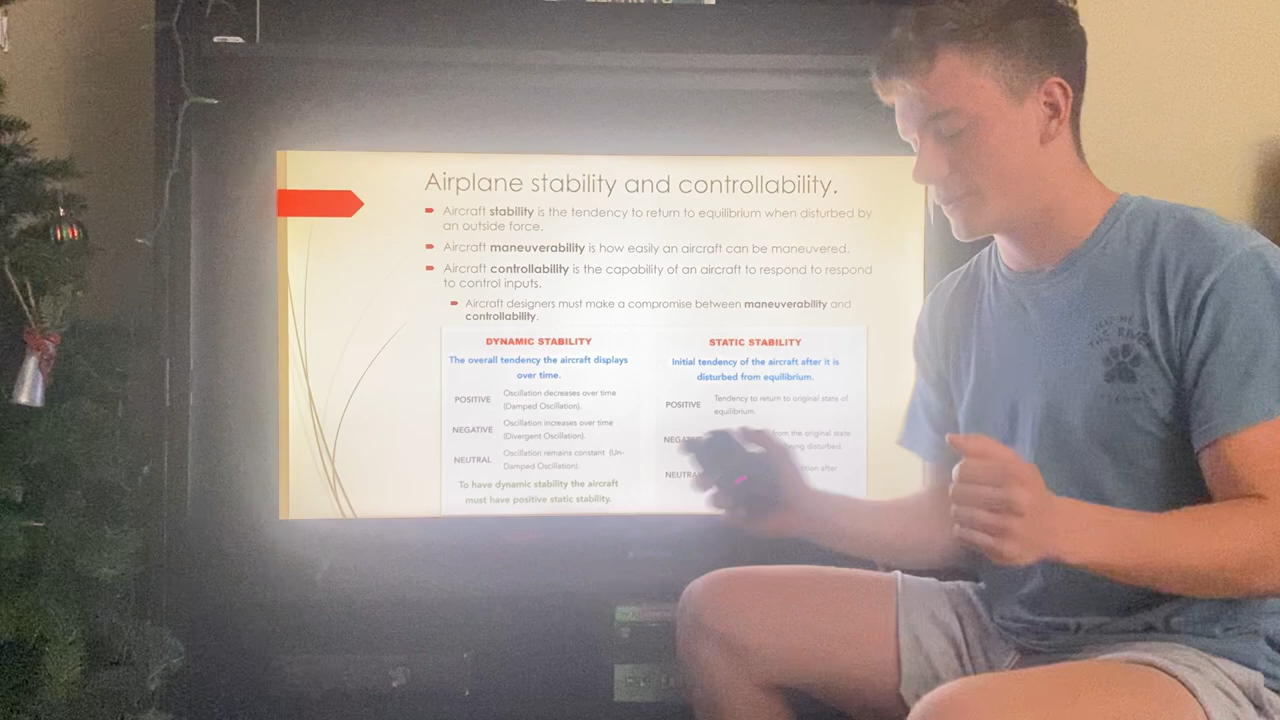 LEARN TO
Airplane stability and controllability.
Aircraft stability is the tendency to return to equilibrium when disturbed by
an outside force.
Aircraft maneuverability is how easily an aircraft can be maneuvered.
Aircraft controllability is the capability of an aircraft to respond to respond
to control inputs.
Aircraft designers must make a compromise between maneuverability and
controllability.
DYNAMIC STABILITY
The overall tendency the aircraft displays
over time.
POSITIVE
Oscillation decreases over time
(Damped Oscillation).
NEGATIVE
Oscillation increases over time
(Divergent Oscillation).
NEUTRAL
Oscillation remains constant (Un-
Damped Oscillation).
To have dynamic stability the aircraft
must have positive static stability.
STATIC STABILITY
Initial tendency of the aircraft after it is
disturbed from equilibrium.
POSITIVE
Tendency to return to original state of
equilibrium.
from the original state
being disturbed.
after